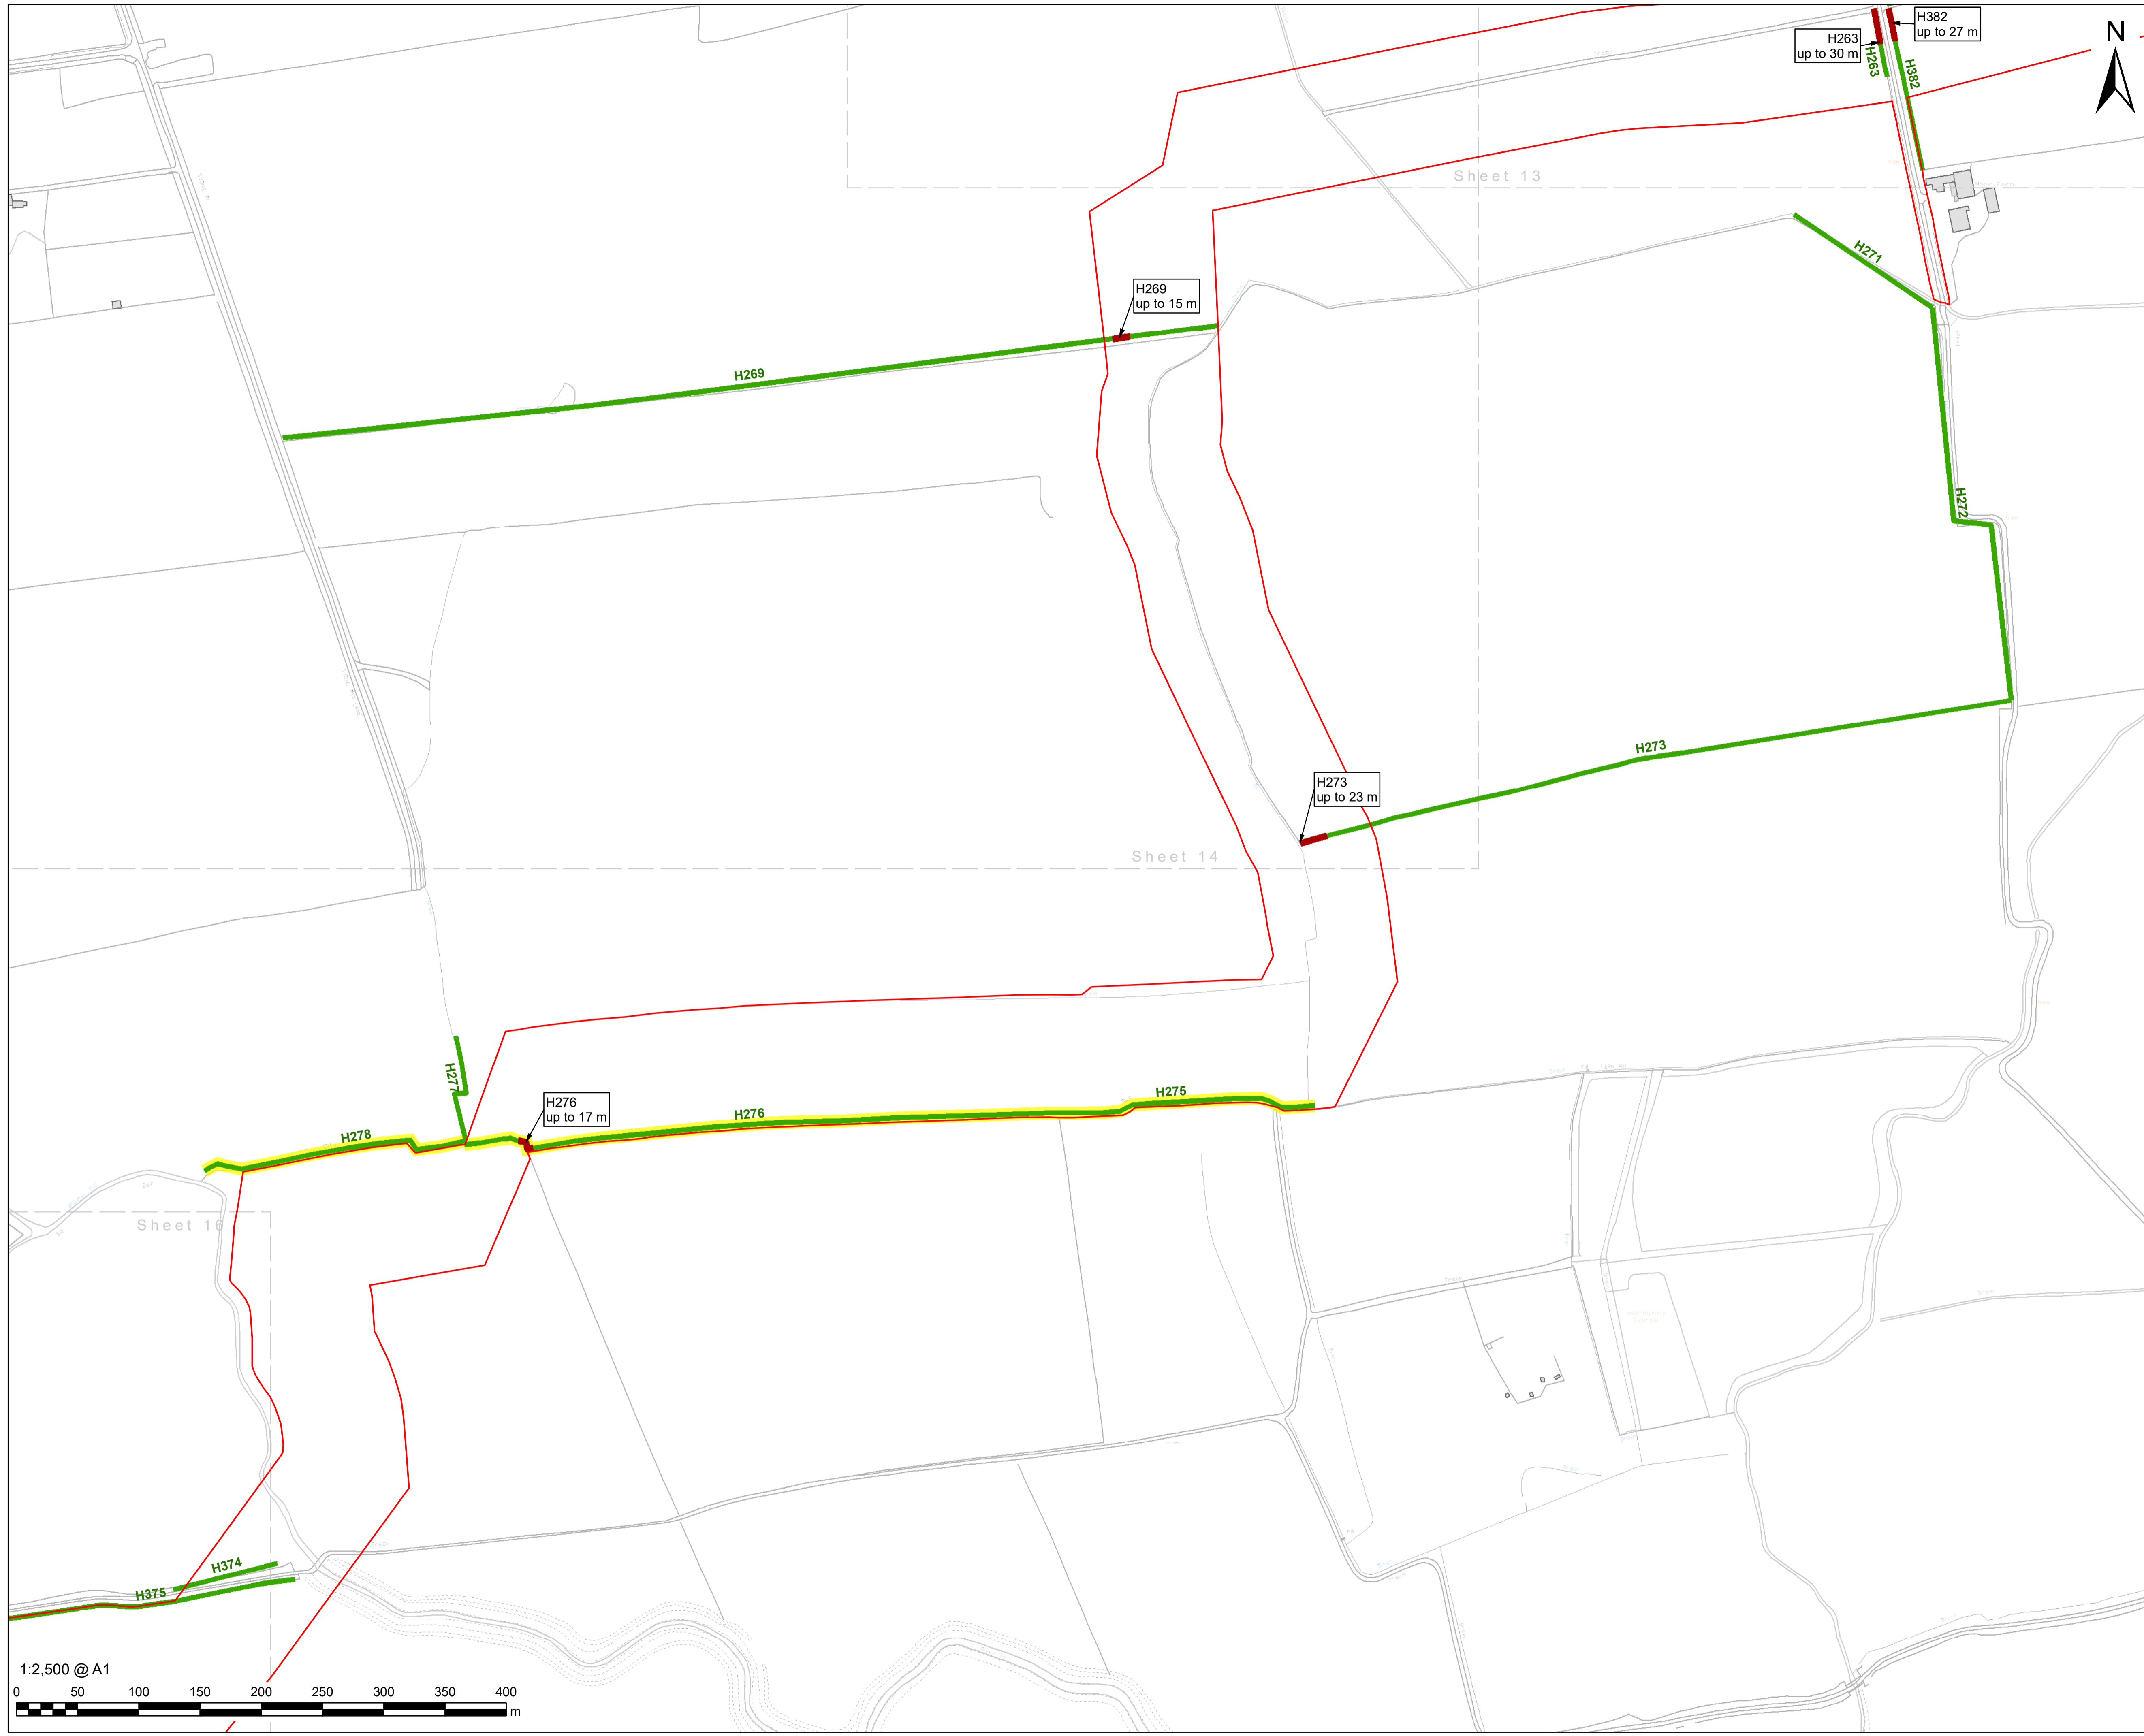 H382
up to 27 m
H263
up to 30 m
N
H263
H382
Sheet 13
H271
H269
up to 15 m
H269
H272
H273
H273
up to 23 m
Sheet 14
H277
H276
up to 17 m
H275
H276
H278
Sheet 16
H374
H375
1:2,500 @ A1
0 50 100 150 200 250 300 350 400
m